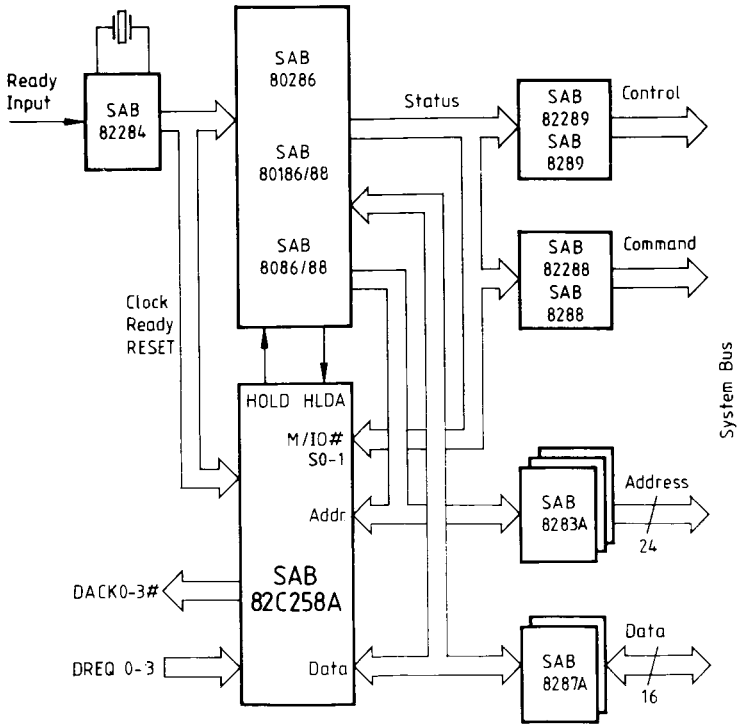 Ready
Input
SAB
82284
SAB
80286
SAB
80186/88
SAB
8086/88
Status
SAB
82289
SAB
8289
Control
SAB
82288
SAB
8288
Command
Clock
Ready
RESET
HOLD HLDA
M/IO#
S0-1
Addr.
SAB
82C258A
Data
DACK0-3#
DREQ 0-3
SAB
8283A
Address
24
SAB
8287A
Data
16
System Bus